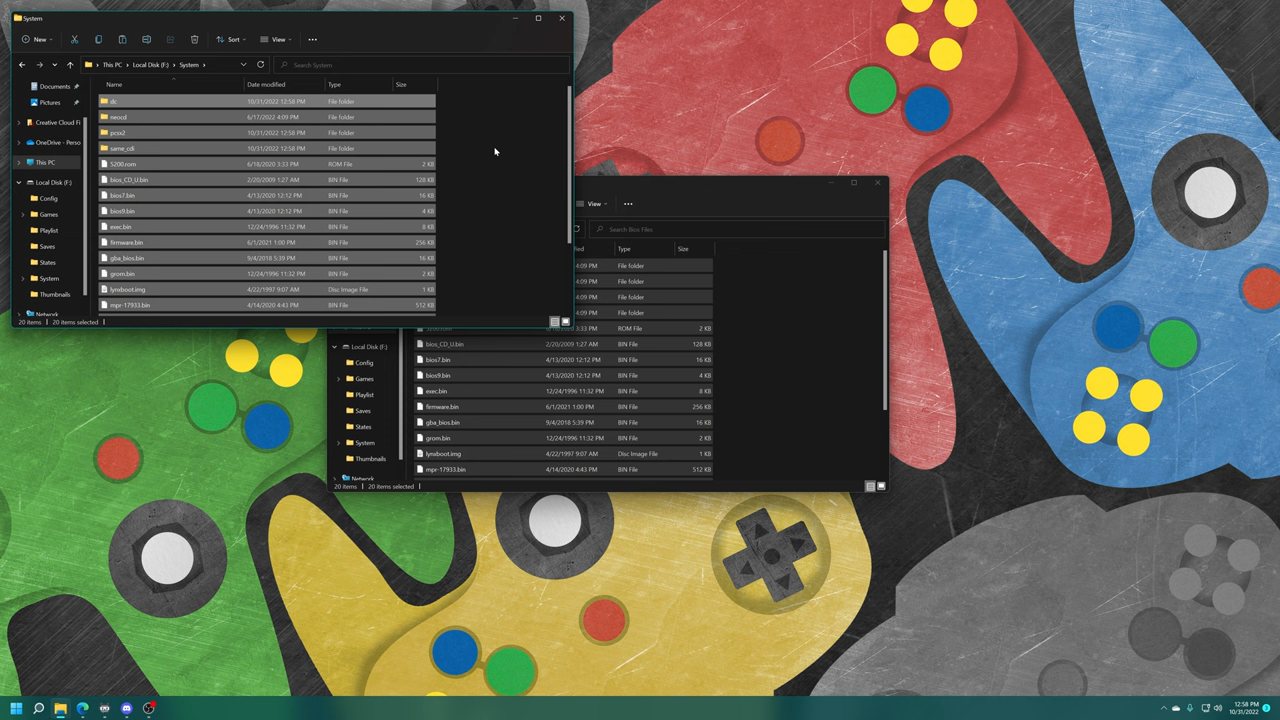 System
New
Sort
View
This PC > Local Disk (F:) > System >
Search System
Name Date modified Type Size
Documents
Pictures
Creative Cloud Fi
OneDrive - Perso
This PC
Local Disk (F:)
Config
Games
Playlist
Saves
States
System
Thumbnails
Network
dc 10/31/2022 12:58 PM File folder
neocd 6/17/2022 4:09 PM File folder
pcsx2 10/31/2022 12:58 PM File folder
same_cdi 10/31/2022 12:58 PM File folder
5200.rom 6/18/2020 3:33 PM ROM File 2 KB
bios_CD_U.bin 2/20/2009 1:27 AM BIN File 128 KB
bios7.bin 4/13/2020 12:12 PM BIN File 16 KB
bios9.bin 4/13/2020 12:12 PM BIN File 4 KB
exec.bin 12/24/1996 11:32 PM BIN File 8 KB
firmware.bin 6/1/2021 1:00 PM BIN File 256 KB
gba_bios.bin 9/4/2018 5:39 PM BIN File 16 KB
grom.bin 12/24/1996 11:32 PM BIN File 2 KB
lynxboot.img 4/22/1997 9:07 AM Disc Image File 1 KB
mpr-17933.bin 4/14/2020 4:43 PM BIN File 512 KB
20 items 20 items selected
View
Search Bios Files
Type Size
4:09 PM File folder
File folder
File folder
File folder
3:33 PM ROM File 2 KB
bios_CD_U.bin 2/20/2009 1:27 AM BIN File 128 KB
bios7.bin 4/13/2020 12:12 PM BIN File 16 KB
bios9.bin 4/13/2020 12:12 PM BIN File 4 KB
exec.bin 12/24/1996 11:32 PM BIN File 8 KB
firmware.bin 6/1/2021 1:00 PM BIN File 256 KB
gba_bios.bin 9/4/2018 5:39 PM BIN File 16 KB
grom.bin 12/24/1996 11:32 PM BIN File 2 KB
lynxboot.img 4/22/1997 9:07 AM Disc Image File 1 KB
mpr-17933.bin 4/14/2020 4:43 PM BIN File 512 KB
Local Disk (F:)
Config
Games
Playlist
Saves
States
System
Thumbnails
Network
20 items 20 items selected
12:58 PM
10/31/2022